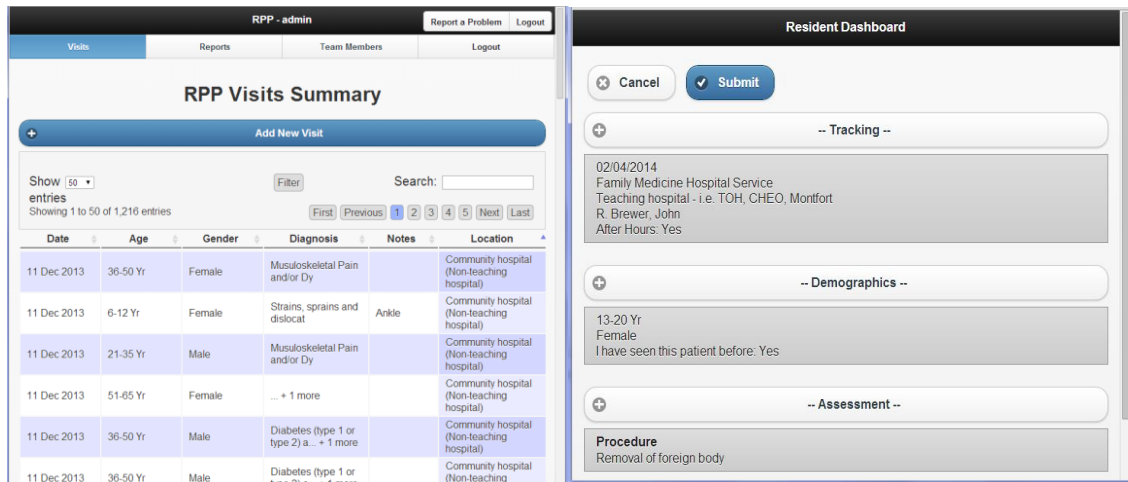 RPP - admin
Report a Problem Logout
Visits Reports Team Members Logout
RPP Visits Summary
Add New Visit
Show 50 Filter Search:
entries
Showing 1 to 50 of 1,216 entries
First Previous 1 2 3 4 5 Next Last
Date Age Gender Diagnosis Notes Location
11 Dec 2013 36-50 Yr Female Musuloskeletal Pain and/or Dy Community hospital (Non-teaching hospital)
11 Dec 2013 6-12 Yr Female Strains, sprains and dislocat Ankle Community hospital (Non-teaching hospital)
11 Dec 2013 21-35 Yr Male Musuloskeletal Pain and/or Dy Community hospital (Non-teaching hospital)
11 Dec 2013 51-65 Yr Female ... + 1 more Community hospital (Non-teaching hospital)
11 Dec 2013 36-50 Yr Male Diabetes (type 1 or type 2) a... + 1 more Community hospital (Non-teaching hospital)
11 Dec 2013 36-50 Yr Male Diabetes (type 1 or Community hospital (Non-teaching
Resident Dashboard
Cancel Submit
-- Tracking --
02/04/2014
Family Medicine Hospital Service
Teaching hospital - i.e. TOH, CHEO, Montfort
R. Brewer, John
After Hours: Yes
-- Demographics --
13-20 Yr
Female
I have seen this patient before: Yes
-- Assessment --
Procedure
Removal of foreign body